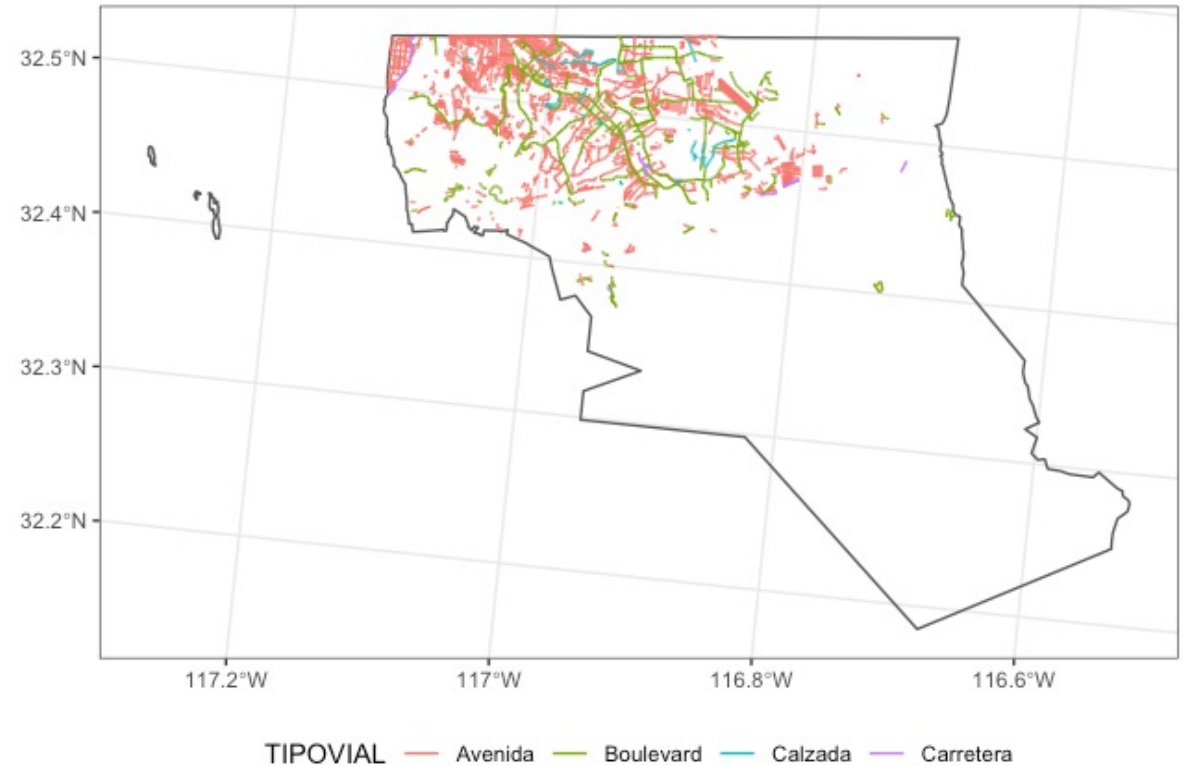 32.5°N
32.4°N
32.3°N
32.2°N
117.2°W 117°W 116.8°W 116.6°W
TIPOVIAL Avenida Boulevard Calzada Carretera